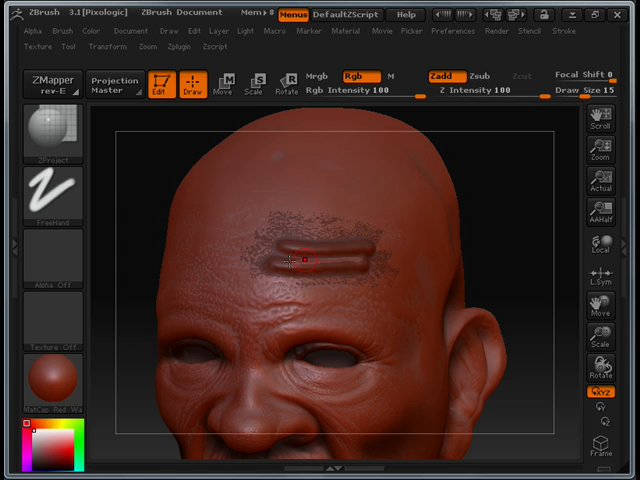 ZBrush 3.1[Pixologic] ZBrush Document Mem▸8 Menus DefaultZScript Help
Alpha Brush Color Document Draw Edit Layer Light Macro Marker Material Movie Picker Preferences Render Stencil Stroke
Texture Tool Transform Zoom Zplugin Zscript
ZMapper
rev-E
Projection
Master
Edit
Draw
Move
Scale
Rotate
Mrgb Rgb M
Rgb Intensity 100
Zadd Zsub Zcut
Z Intensity 100
Focal Shift 0
Draw Size 15
ZProject
FreeHand
Alpha Off
Texture Off
MatCap Red Wa
Scroll
Zoom
Actual
AAHalf
Local
L.Sym
Move
Scale
Rotate
XYZ
Y
Z
Frame